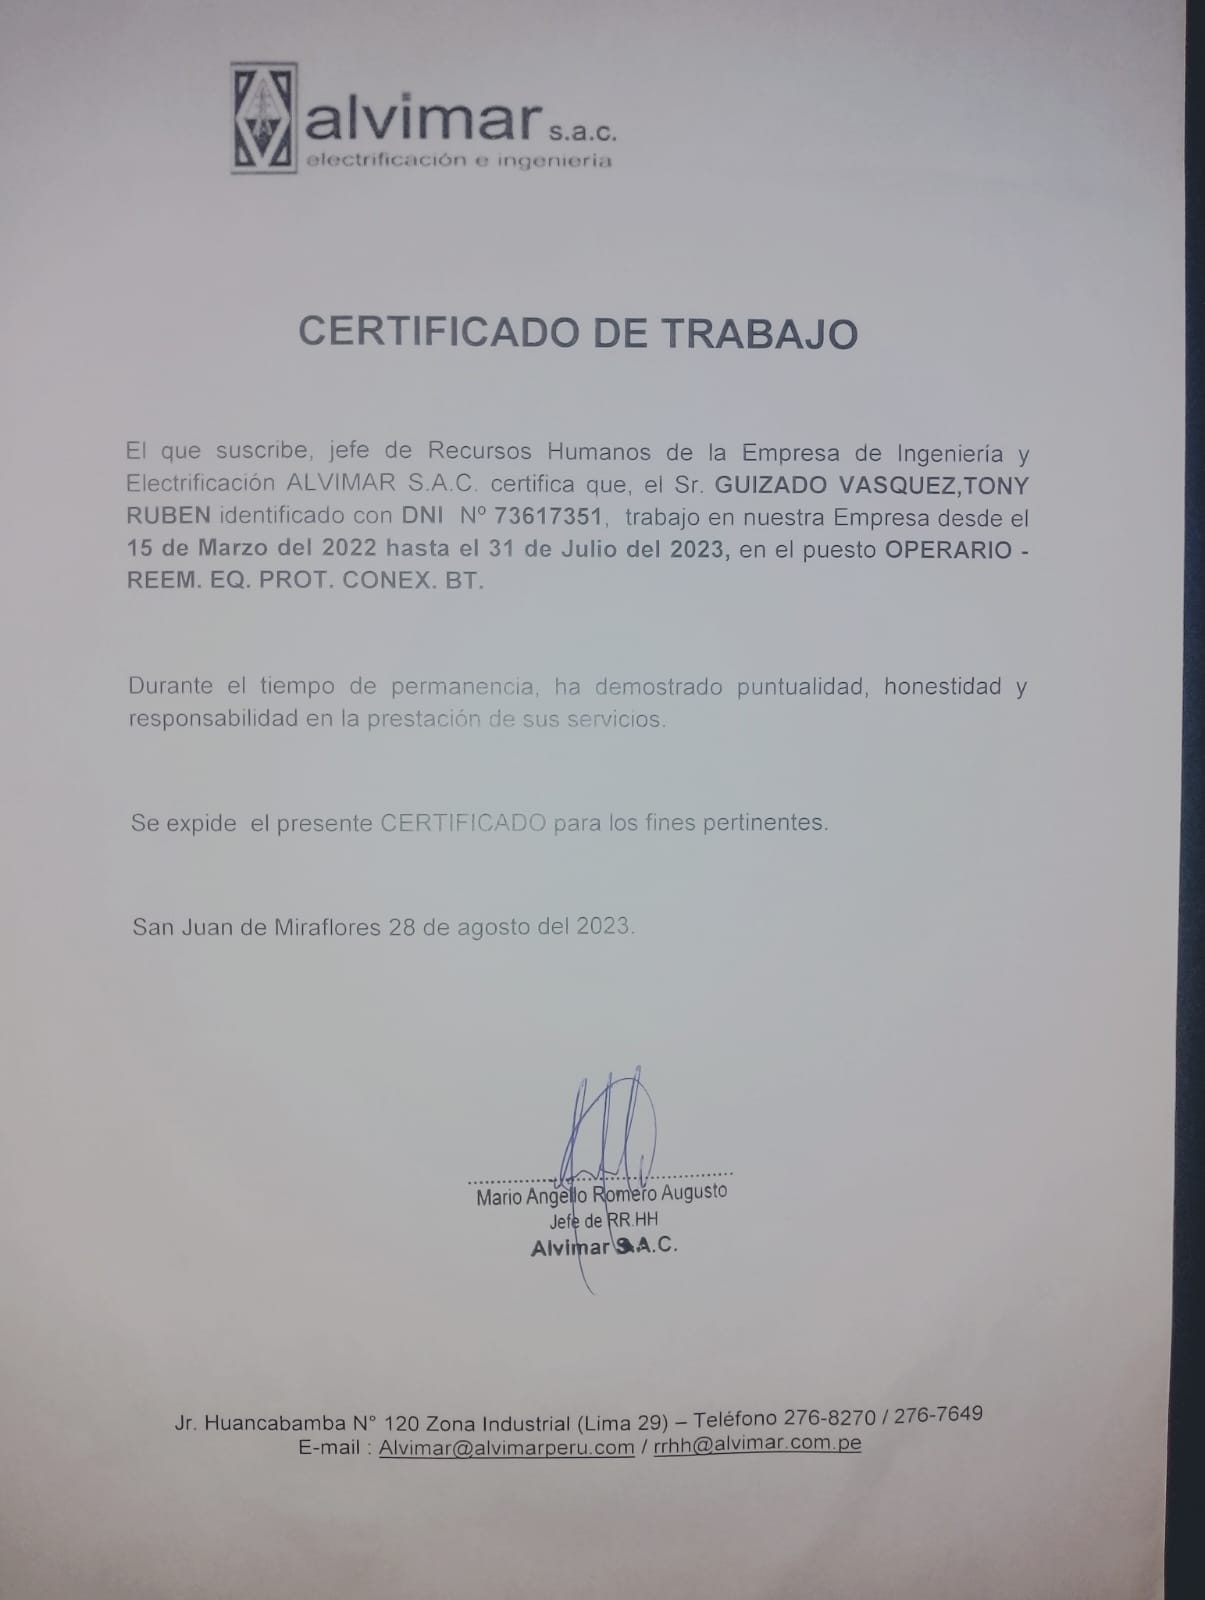 alvimar s.a.c.
electrificación e ingenieria
CERTIFICADO DE TRABAJO
El que suscribe, jefe de Recursos Humanos de la Empresa de Ingeniería y
Electrificación ALVIMAR S.A.C. certifica que, el Sr. GUIZADO VASQUEZ,TONY
RUBEN identificado con DNI Nº 73617351, trabajo en nuestra Empresa desde el
15 de Marzo del 2022 hasta el 31 de Julio del 2023, en el puesto OPERARIO -
REEM. EQ. PROT. CONEX. BT.
Durante el tiempo de permanencia, ha demostrado puntualidad, honestidad y
responsabilidad en la prestación de sus servicios.
Se expide el presente CERTIFICADO para los fines pertinentes.
San Juan de Miraflores 28 de agosto del 2023.
Mario Angello Romero Augusto
Jefe de RR.HH
Alvimar S.A.C.
Jr. Huancabamba N° 120 Zona Industrial (Lima 29) – Teléfono 276-8270 / 276-7649
E-mail : Alvimar@alvimarperu.com / rrhh@alvimar.com.pe